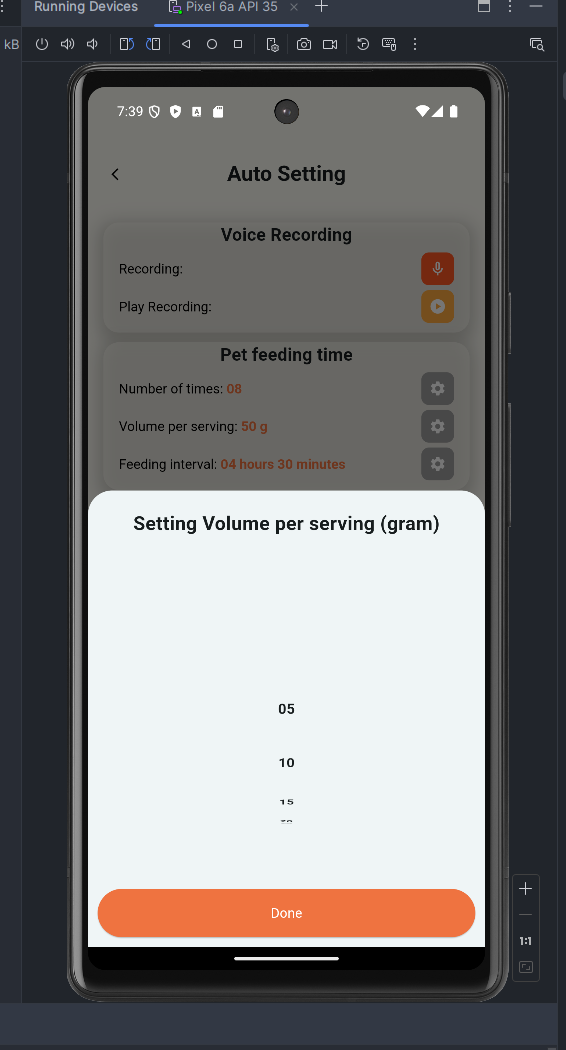 Running Devices
Pixel 6a API 35
kB
7:39
A
Auto Setting
Voice Recording
Recording:
Play Recording:
Pet feeding time
Number of times: 08
Volume per serving: 50 g
Feeding interval: 04 hours 30 minutes
Setting Volume per serving (gram)
05
10
15
Done
1:1